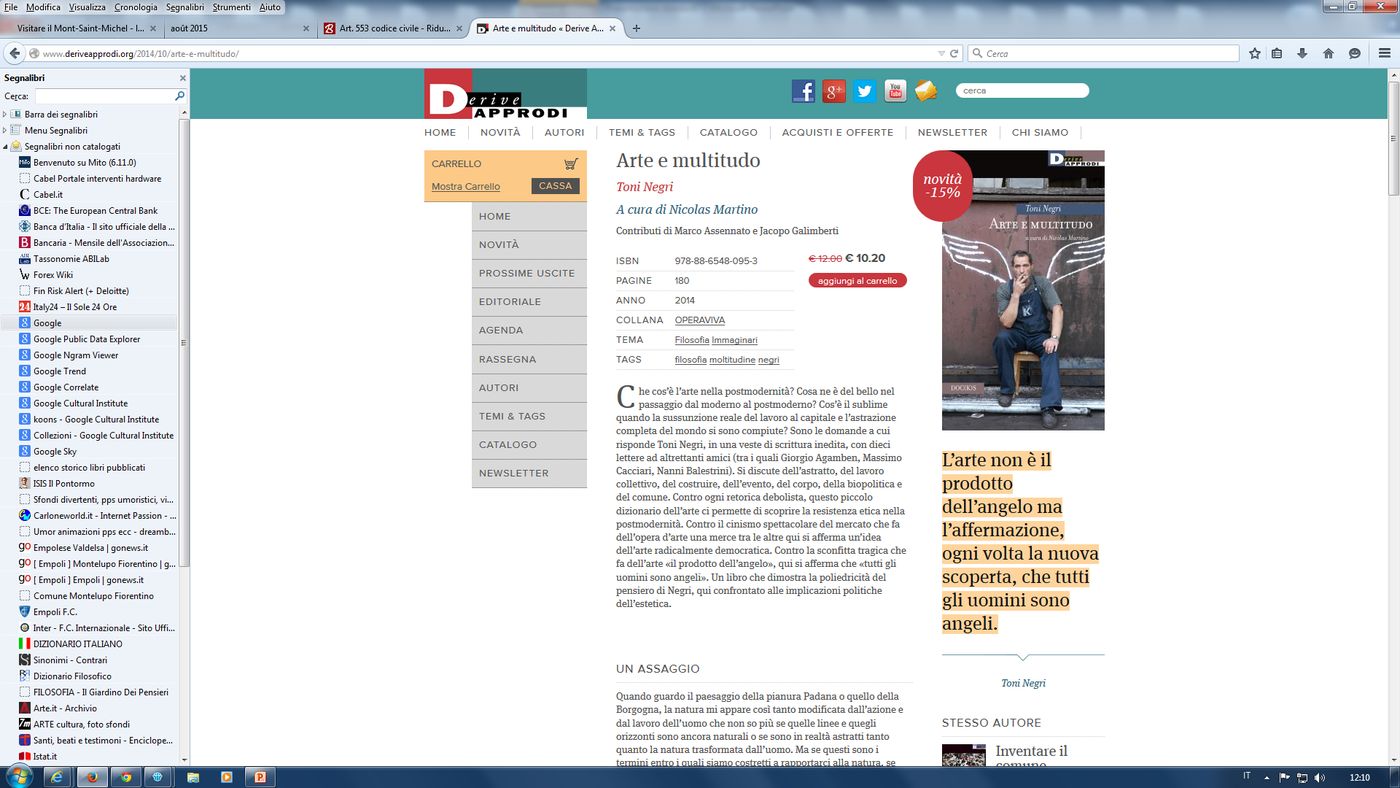 File Modifica Visualizza Cronologia Segnalibri Strumenti Aiuto
Visitare il Mont-Saint-Michel - I...
août 2015
Art. 553 codice civile - Ridu...
Arte e multitudo « Derive A...
www.deriveapprodi.org/2014/10/arte-e-multitudo/
Cerca
Segnalibri
Cerca:
Barra dei segnalibri
Menu Segnalibri
Segnalibri non catalogati
Benvenuto su Mito (6.11.0)
Cabel Portale interventi hardware
Cabel.it
BCE: The European Central Bank
Banca d'Italia - Il sito ufficiale della ...
Bancaria - Mensile dell'Associazion...
Tassonomie ABILab
Forex Wiki
Fin Risk Alert (+ Deloitte)
Italy24 – Il Sole 24 Ore
Google
Google Public Data Explorer
Google Ngram Viewer
Google Trend
Google Correlate
Google Cultural Institute
koons - Google Cultural Institute
Collezioni - Google Cultural Institute
Google Sky
elenco storico libri pubblicati
ISIS Il Pontormo
Sfondi divertenti, pps umoristici, vi...
Carloneworld.it - Internet Passion - ...
Umor animazioni pps ecc - dreamb...
Empolese Valdelsa | gonews.it
[ Empoli ] Montelupo Fiorentino | g...
[ Empoli ] Empoli | gonews.it
Comune Montelupo Fiorentino
Empoli F.C.
Inter - F.C. Internazionale - Sito Uffi...
DIZIONARIO ITALIANO
Sinonimi - Contrari
Dizionario Filosofico
FILOSOFIA - Il Giardino Dei Pensieri
Arte.it - Archivio
ARTE cultura, foto sfondi
Santi, beati e testimoni - Enciclope...
Istat.it
Derive
APPRODI
cerca
HOME NOVITÀ AUTORI TEMI & TAGS CATALOGO ACQUISTI E OFFERTE NEWSLETTER CHI SIAMO
CARRELLO
Mostra Carrello CASSA
HOME
NOVITÀ
PROSSIME USCITE
EDITORIALE
AGENDA
RASSEGNA
AUTORI
TEMI & TAGS
CATALOGO
NEWSLETTER
Arte e multitudo
Toni Negri
A cura di Nicolas Martino
Contributi di Marco Assennato e Jacopo Galimberti
ISBN 978-88-6548-095-3
PAGINE 180
ANNO 2014
COLLANA OPERAVIVA
TEMA Filosofia Immaginari
TAGS filosofia moltitudine negri
€ 12.00 € 10.20
aggiungi al carrello
Che cos'è l'arte nella postmodernità? Cosa ne è del bello nel
passaggio dal moderno al postmoderno? Cos'è il sublime
quando la sussunzione reale del lavoro al capitale e l'astrazione
completa del mondo si sono compiute? Sono le domande a cui
risponde Toni Negri, in una veste di scrittura inedita, con dieci
lettere ad altrettanti amici (tra i quali Giorgio Agamben, Massimo
Cacciari, Nanni Balestrini). Si discute dell'astratto, del lavoro
collettivo, del costruire, dell'evento, del corpo, della biopolitica e
del comune. Contro ogni retorica debolista, questo piccolo
dizionario dell'arte ci permette di scoprire la resistenza etica nella
postmodernità. Contro il cinismo spettacolare del mercato che fa
dell'opera d'arte una merce tra le altre qui si afferma un'idea
dell'arte radicalmente democratica. Contro la sconfitta tragica che
fa dell'arte «il prodotto dell'angelo», qui si afferma che «tutti gli
uomini sono angeli». Un libro che dimostra la poliedricità del
pensiero di Negri, qui confrontato alle implicazioni politiche
dell'estetica.
UN ASSAGGIO
Quando guardo il paesaggio della pianura Padana o quello della
Borgogna, la natura mi appare così tanto modificata dall'azione e
dal lavoro dell'uomo che non so più se quelle linee e quegli
orizzonti sono ancora naturali o se sono in realtà astratti tanto
quanto la natura trasformata dall'uomo. Ma se questi sono i
termini entro i quali siamo costretti a rapportarci alla natura, se
novità
-15%
Derive
APPRODI
Toni Negri
Arte e multitudo
a cura di Nicolas Martino
DOC(K)S
L'arte non è il
prodotto
dell'angelo ma
l'affermazione,
ogni volta la nuova
scoperta, che tutti
gli uomini sono
angeli.
Toni Negri
STESSO AUTORE
Inventare il
comune
IT
12:10